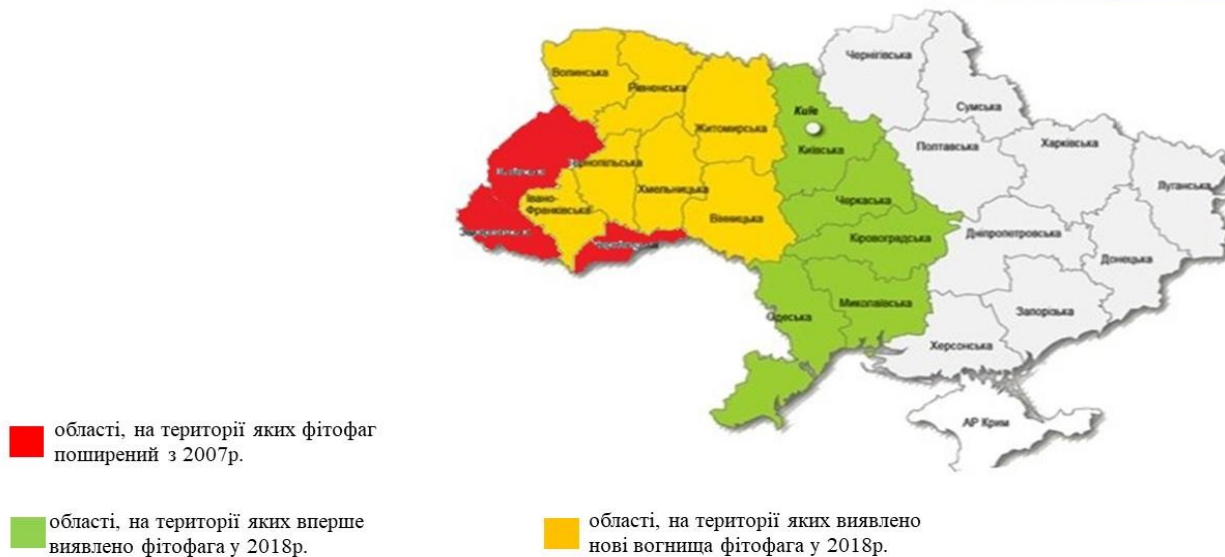 Чернігівська
Волинська
Рівненська
Сумська
Київ
Житомирська
Київська
Полтавська
Харківська
Тернопільська
Хмельницька
Луганська
Івано-
Франківська
Черкаська
Вінницька
Кіровоградська
Дніпропетровська
Донецька
Миколаївська
Одеська
Запорізька
Херсонська
АР Крим
області, на території яких фітофаг
поширений з 2007р.
області, на території яких вперше
виявлено фітофага у 2018р.
області, на території яких виявлено
нові вогнища фітофага у 2018р.